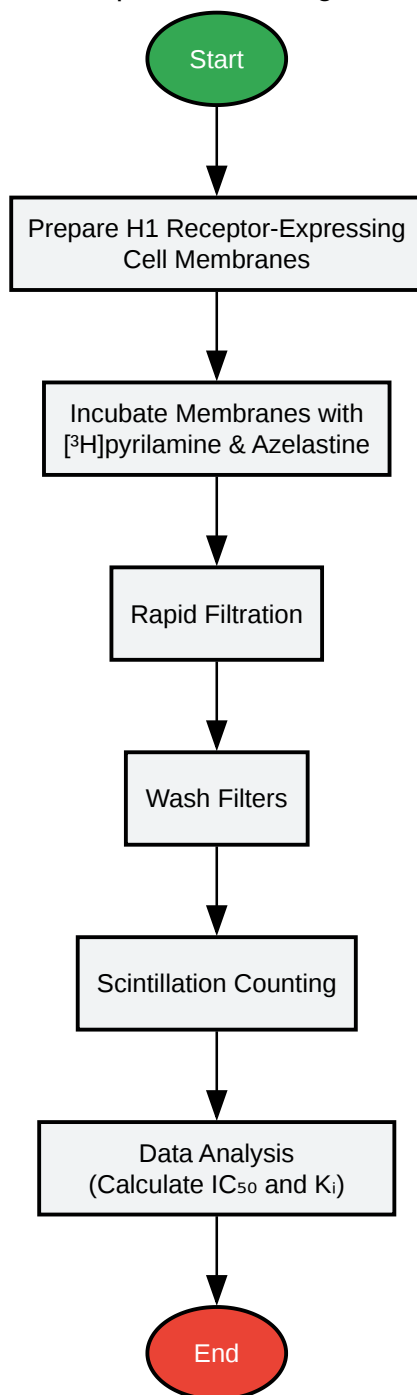 Start
Prepare H1 Receptor-Expressing
Cell Membranes
Incubate Membranes with
[³H]pyrilamine & Azelastine
Rapid Filtration
Wash Filters
Scintillation Counting
Data Analysis
(Calculate IC₅₀ and Kᵢ)
End